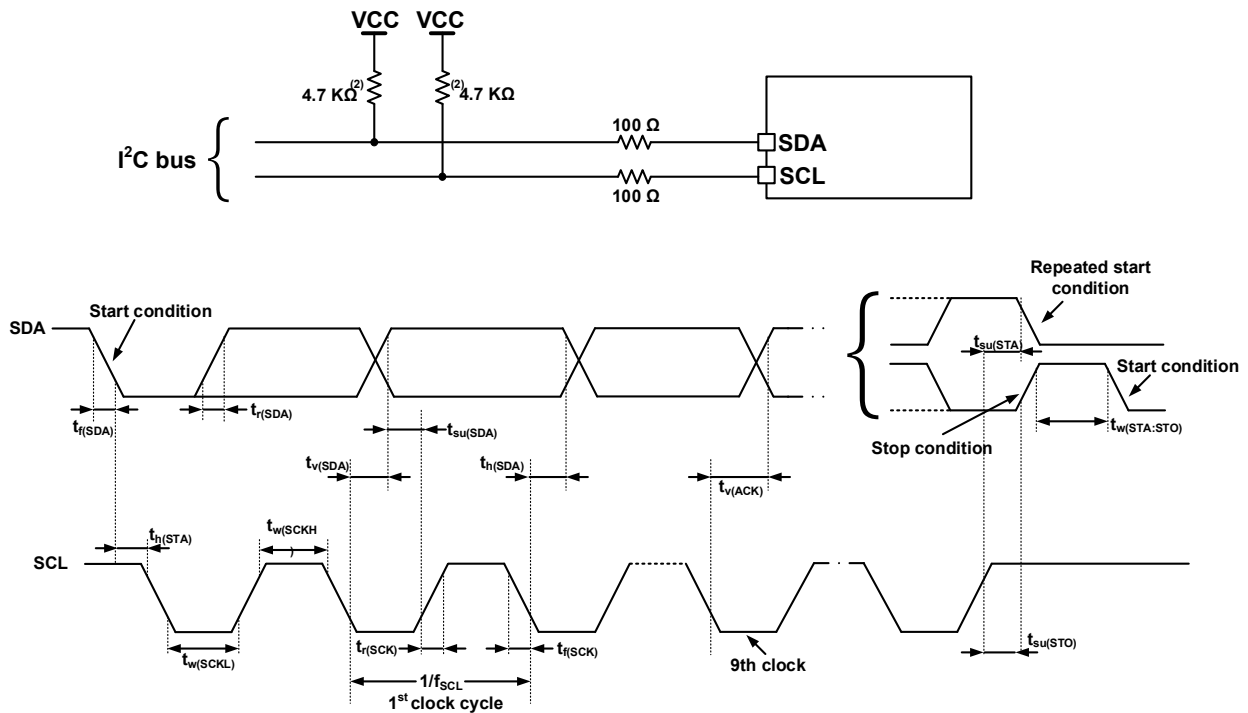 VCC VCC
4.7 KΩ (2) (2) 4.7 KΩ
100 Ω
SDA
I²C bus
SCL
100 Ω
Repeated start
condition
Start condition
SDA
tsu(STA)
Start condition
tr(SDA)
tf(SDA)
tsu(SDA)
tw(STA:STO)
Stop condition
tv(SDA)
th(SDA)
tv(ACK)
tw(SCKH
)
th(STA)
SCL
tr(SCK)
tf(SCK)
tsu(STO)
tw(SCKL)
9th clock
1/fSCL
1st clock cycle